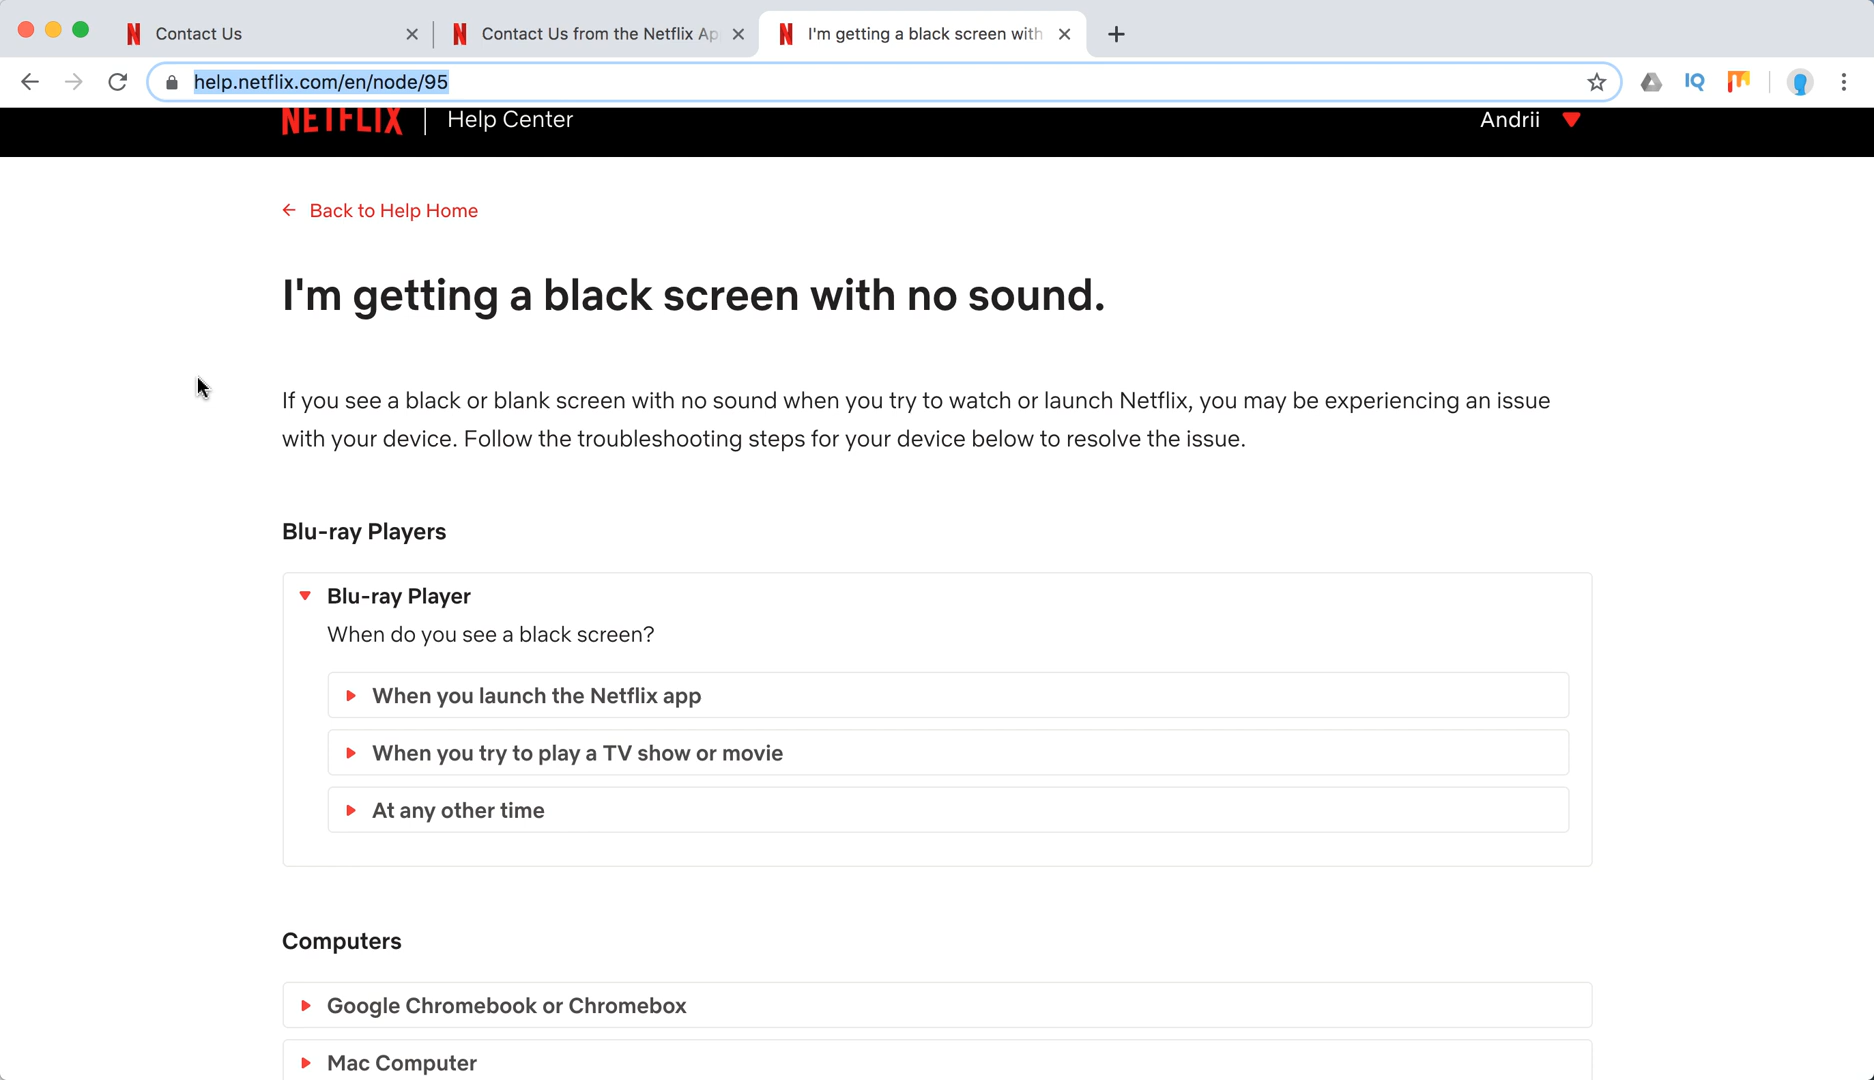 Contact Us
Contact Us from the Netflix Ap
I'm getting a black screen with
help.netflix.com/en/node/95
IQ
NETFLIX | Help Center
Andrii
← Back to Help Home
I'm getting a black screen with no sound.
If you see a black or blank screen with no sound when you try to watch or launch Netflix, you may be experiencing an issue
with your device. Follow the troubleshooting steps for your device below to resolve the issue.
Blu-ray Players
Blu-ray Player
When do you see a black screen?
When you launch the Netflix app
When you try to play a TV show or movie
At any other time
Computers
Google Chromebook or Chromebox
Mac Computer